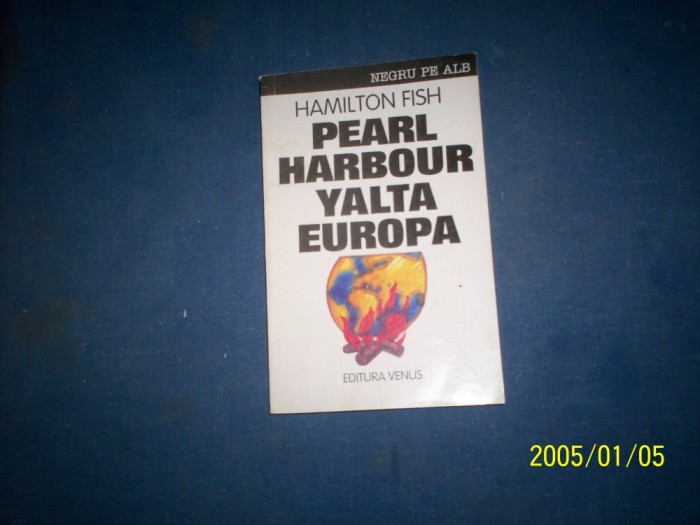 NEGRU PE ALB
HAMILTON FISH
PEARL
HARBOUR
YALTA
EUROPA
EDITURA VENUS
2005/01/05